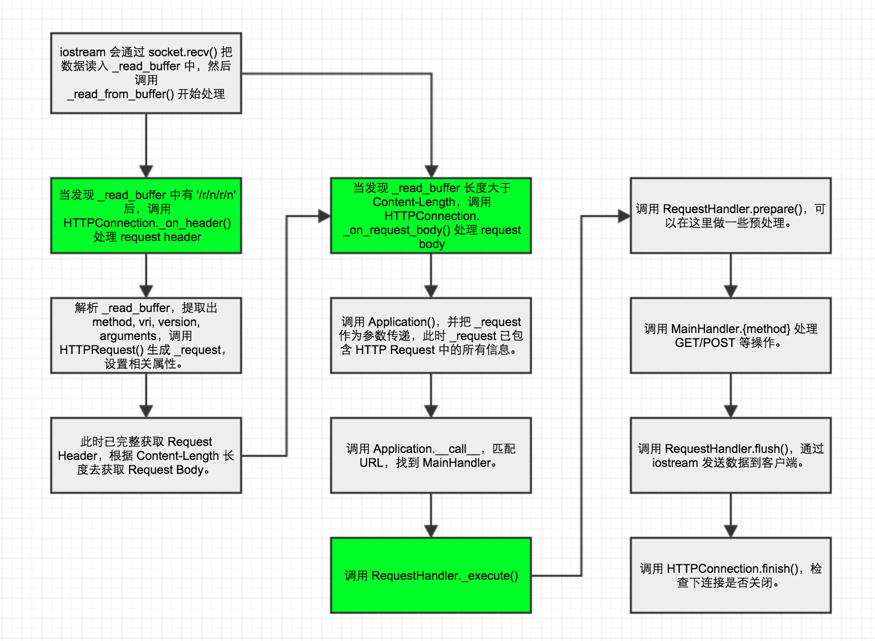 iostream 会通过 socket.recv() 把
数据读入 _read_buffer 中，然后
调用
_read_from_buffer() 开始处理
当发现 _read_buffer 中有 '/r/n/r/n'
后，调用
HTTPConnection._on_header()
处理 request header
解析 _read_buffer，提取出
method, vri, version,
arguments，调用
HTTPRequest() 生成 _request，
设置相关属性。
此时已完整获取 Request
Header，根据 Content-Length 长
度去获取 Request Body。
当发现 _read_buffer 长度大于
Content-Length，调用
HTTPConnection.
_on_request_body() 处理 request
body
调用 Application()，并把 _request
作为参数传递，此时 _request 已包
含 HTTP Request 中的所有信息。
调用 Application.__call__，匹配
URL，找到 MainHandler。
调用 RequestHandler._execute()
调用 RequestHandler.prepare()，可
以在这里做一些预处理。
调用 MainHandler.{method} 处理
GET/POST 等操作。
调用 RequestHandler.flush()，通过
iostream 发送数据到客户端。
调用 HTTPConnection.finish()，检
查下连接是否关闭。